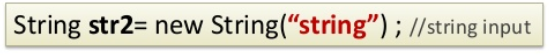 String str2= new String(“string”) ; //string input